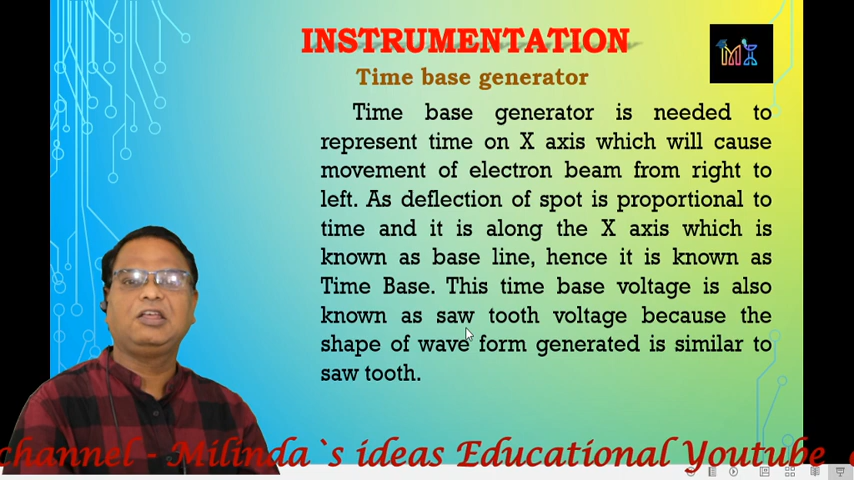 INSTRUMENTATION
Time base generator
Time base generator is needed to
represent time on X axis which will cause
movement of electron beam from right to
left. As deflection of spot is proportional to
time and it is along the X axis which is
known as base line, hence it is known as
Time Base. This time base voltage is also
known as saw tooth voltage because the
shape of wave form generated is similar to
saw tooth.
channel - Milinda`s ideas Educational Youtube